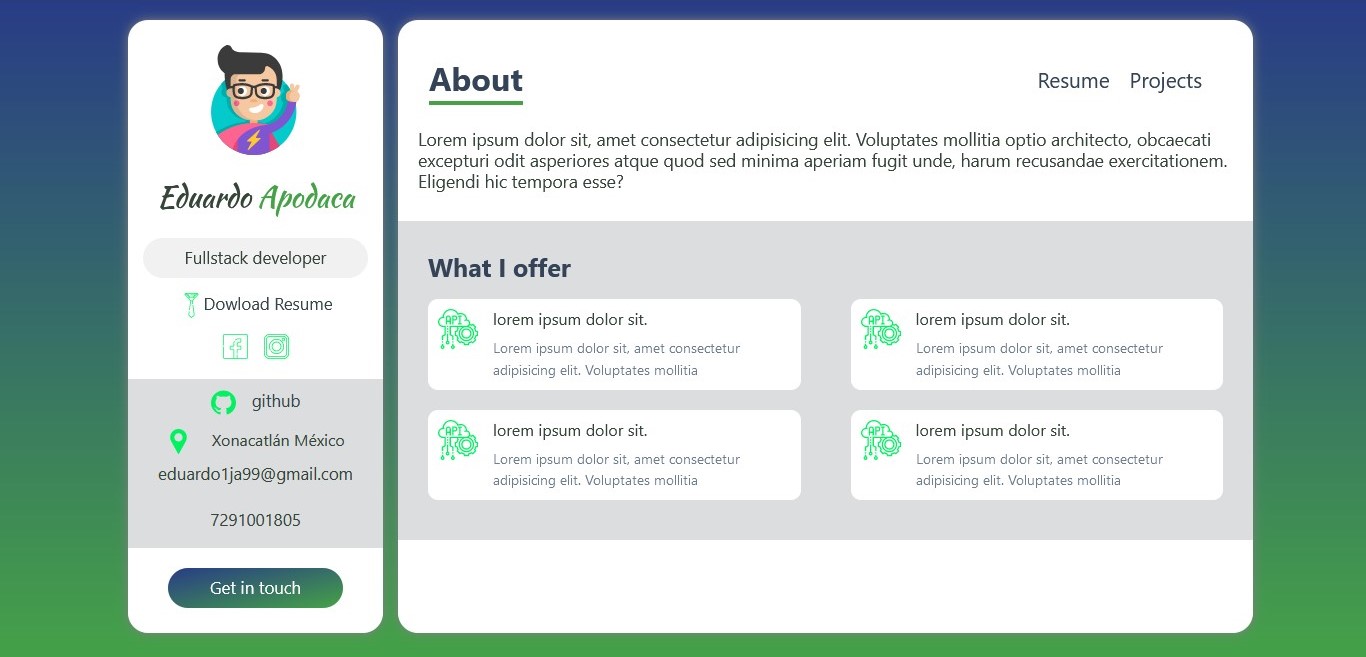 Eduardo Apodaca
Fullstack developer
Dowload Resume
github
Xonacatlán México
eduardo1ja99@gmail.com
7291001805
Get in touch
About
Resume Projects
Lorem ipsum dolor sit, amet consectetur adipisicing elit. Voluptates mollitia optio architecto, obcaecati
excepturi odit asperiores atque quod sed minima aperiam fugit unde, harum recusandae exercitationem.
Eligendi hic tempora esse?
What I offer
API
lorem ipsum dolor sit.
Lorem ipsum dolor sit, amet consectetur
adipisicing elit. Voluptates mollitia
API
lorem ipsum dolor sit.
Lorem ipsum dolor sit, amet consectetur
adipisicing elit. Voluptates mollitia
API
lorem ipsum dolor sit.
Lorem ipsum dolor sit, amet consectetur
adipisicing elit. Voluptates mollitia
API
lorem ipsum dolor sit.
Lorem ipsum dolor sit, amet consectetur
adipisicing elit. Voluptates mollitia